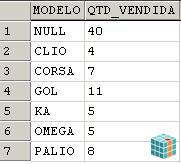 MODELO QTD_VENDIDA
1 NULL 40
2 CLIO 4
3 CORSA 7
4 GOL 11
5 KA 5
6 OMEGA 5
7 PALIO 8